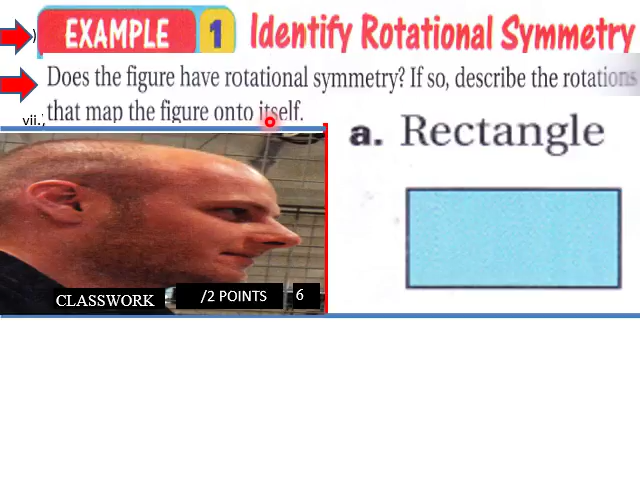 ) EXAMPLE 1 Identify Rotational Symmetry
Does the figure have rotational symmetry? If so, describe the rotations
that map the figure onto itself.
vii.)
a. Rectangle
CLASSWORK /2 POINTS 6